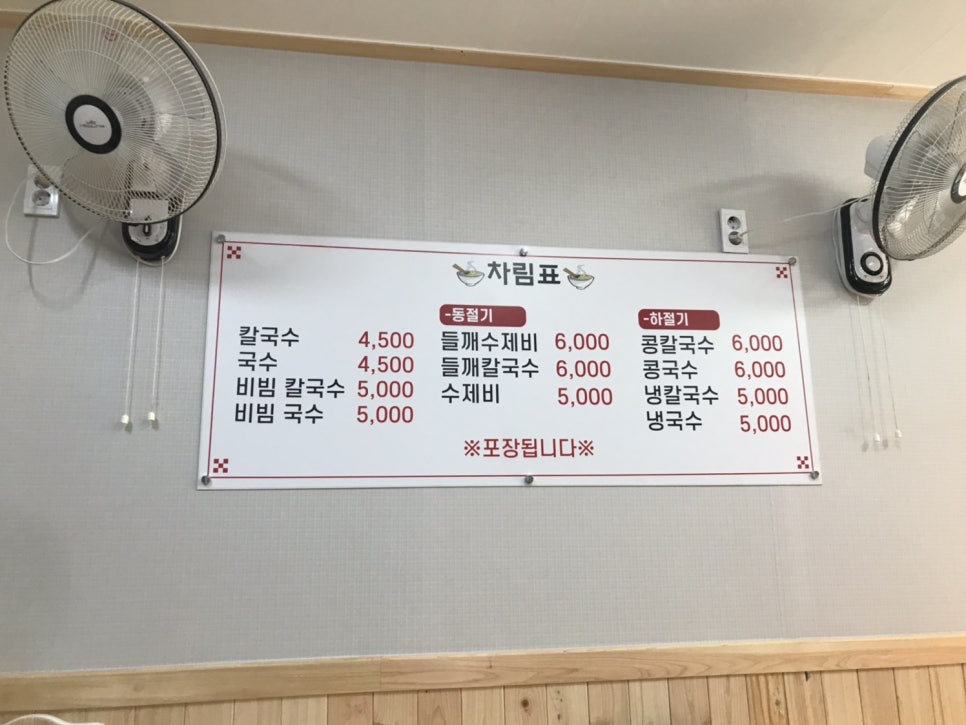 차림표
칼국수 4,500
국수 4,500
비빔 칼국수 5,000
비빔 국수 5,000
-동절기
들깨수제비 6,000
들깨칼국수 6,000
수제비 5,000
-하절기
콩칼국수 6,000
콩국수 6,000
냉칼국수 5,000
냉국수 5,000
※포장됩니다※